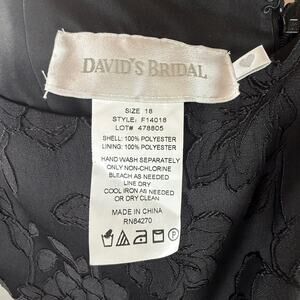 DAVID'S BRIDAL
SIZE 18
STYLE: F14018
LOT# 478805
SHELL: 100% POLYESTER
LINING: 100% POLYESTER
HAND WASH SEPARATELY
ONLY NON-CHLORINE
BLEACH AS NEEDED
LINE DRY
COOL IRON AS NEEDED
OR DRY CLEAN
MADE IN CHINA
RN84270
P